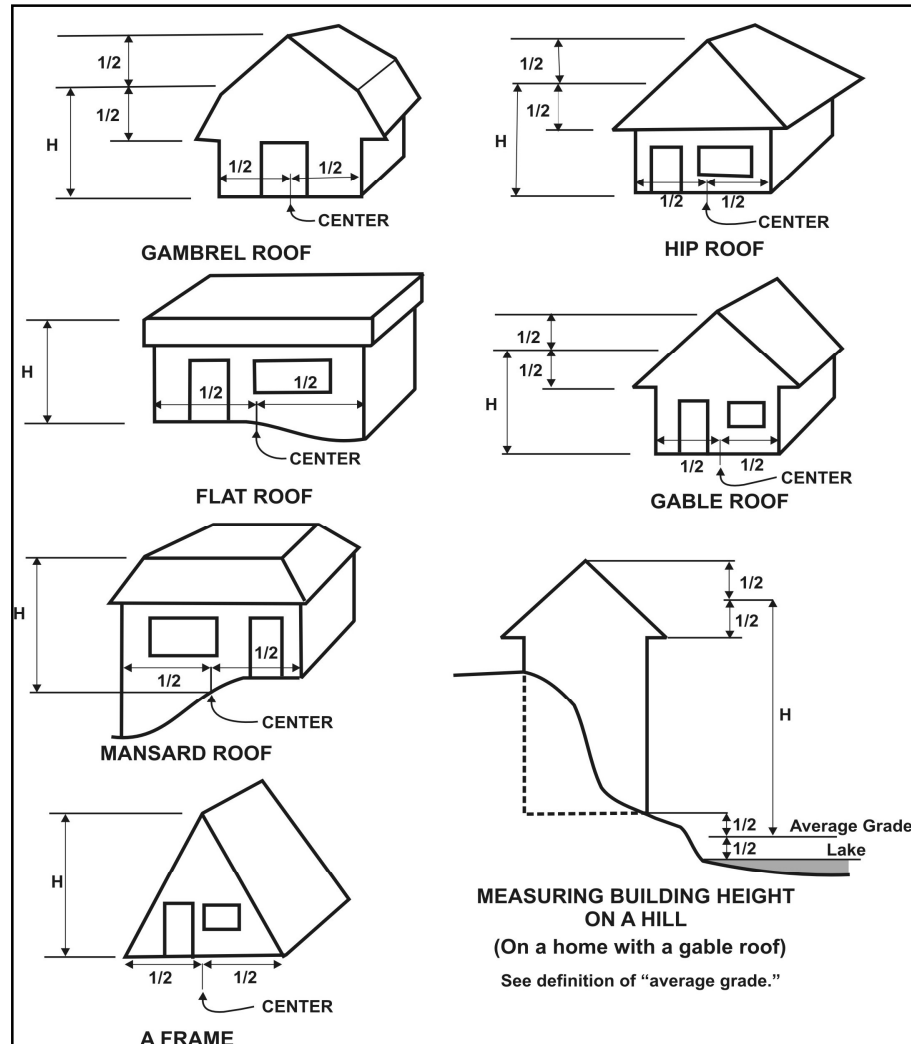 1/2
1/2
H
1/2 1/2
CENTER
GAMBREL ROOF
1/2
1/2
H
1/2 1/2
CENTER
HIP ROOF
H
1/2 1/2
CENTER
FLAT ROOF
1/2
1/2
H
1/2 1/2
CENTER
GABLE ROOF
H
1/2 1/2
CENTER
MANSARD ROOF
1/2
1/2
H
1/2 Average Grade
1/2 Lake
MEASURING BUILDING HEIGHT
ON A HILL
(On a home with a gable roof)
See definition of “average grade.”
H
1/2 1/2
CENTER
A FRAME